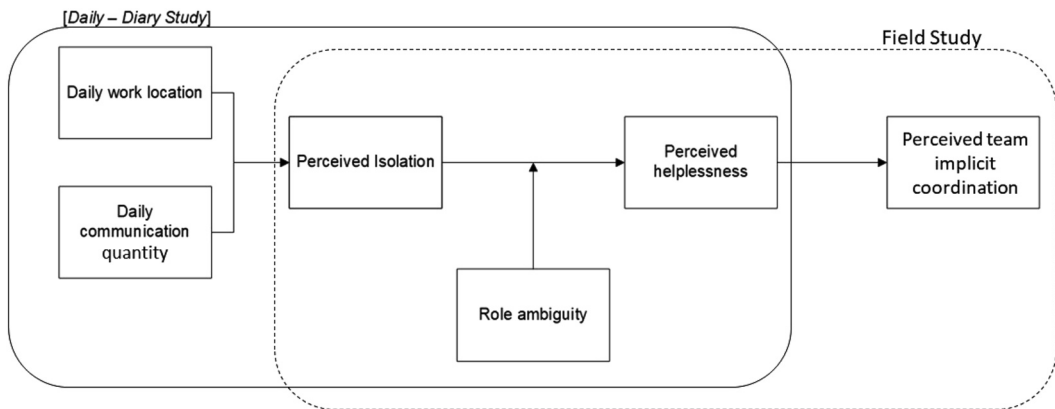 [Daily – Diary Study]
Field Study
Daily work location
Perceived Isolation
Perceived
helplessness
Perceived team
implicit
coordination
Daily
communication
quantity
Role ambiguity